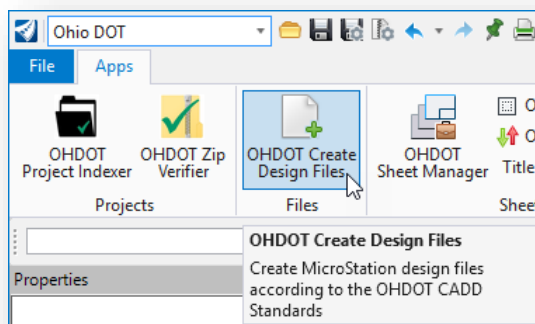 Ohio DOT
File Apps
OHDOT Project Indexer
OHDOT Zip Verifier
OHDOT Create Design Files
OHDOT Sheet Manager
Title
Projects Files Sheet
OHDOT Create Design Files
Create MicroStation design files
according to the OHDOT CADD
Standards
Properties